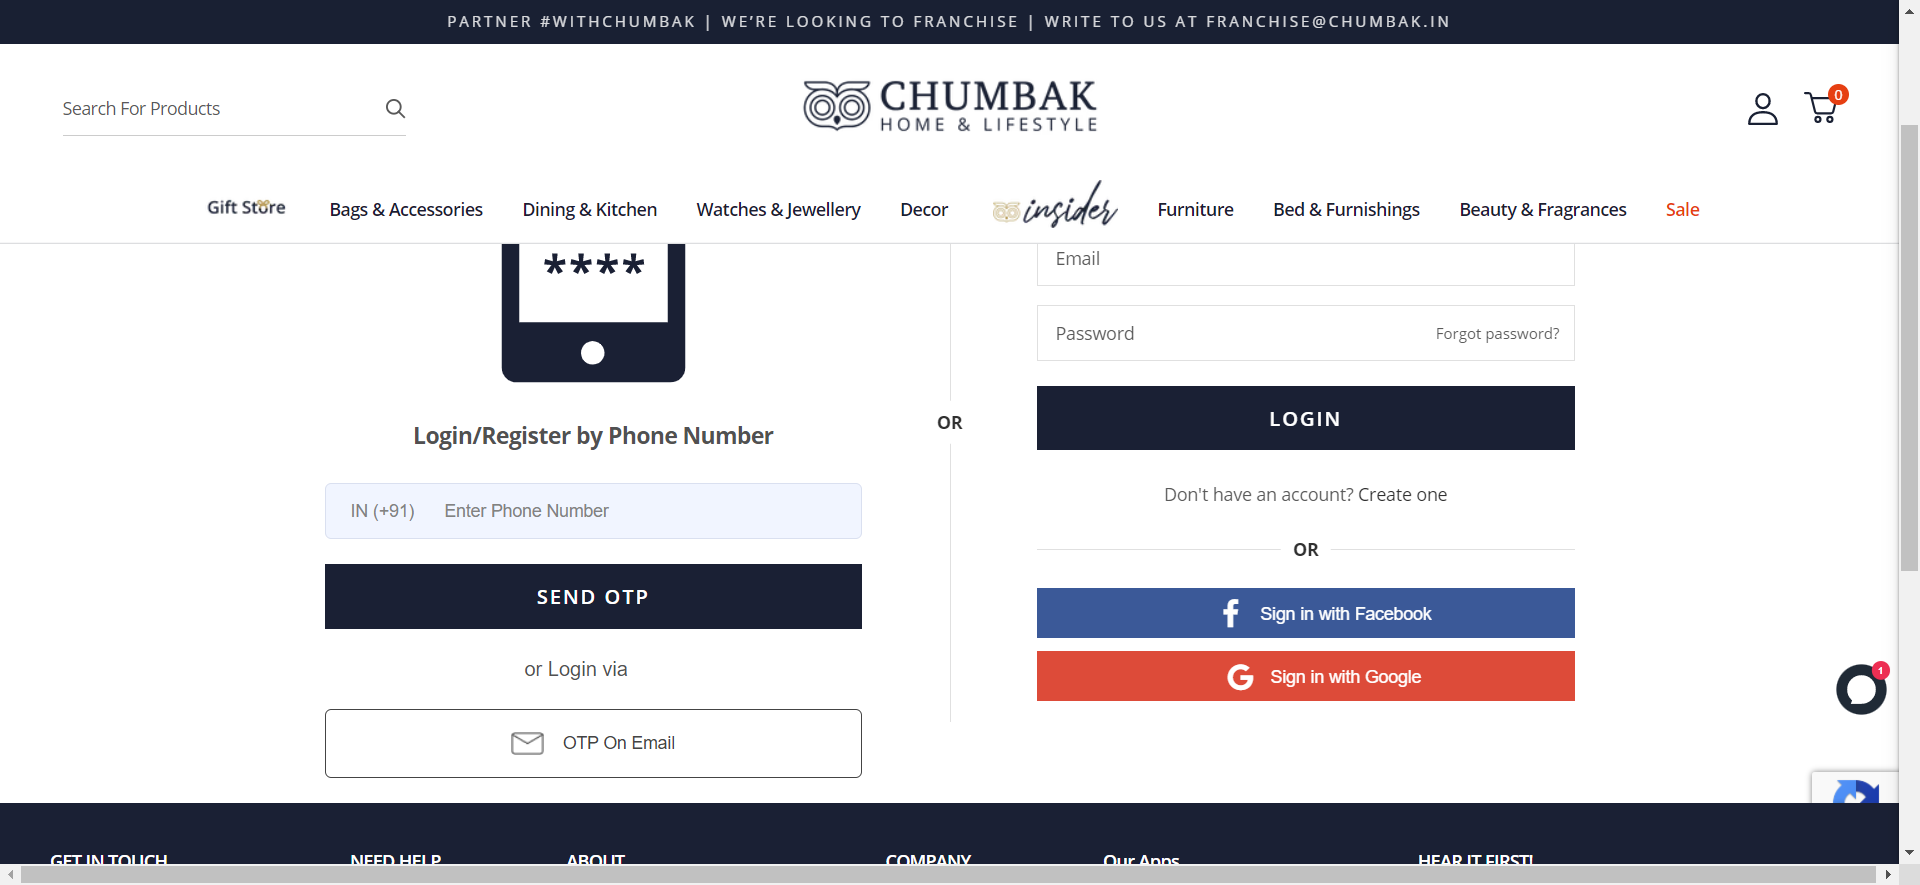 PARTNER #WITHCHUMBAK | WE'RE LOOKING TO FRANCHISE | WRITE TO US AT FRANCHISE@CHUMBAK.IN
Search For Products
CHUMBAK
HOME & LIFESTYLE
0
Gift Store
Bags & Accessories
Dining & Kitchen
Watches & Jewellery
Decor
insider
Furniture
Bed & Furnishings
Beauty & Fragrances
Sale
****
Login/Register by Phone Number
IN (+91) Enter Phone Number
SEND OTP
or Login via
OTP On Email
OR
Email
Password
Forgot password?
LOGIN
Don't have an account? Create one
OR
Sign in with Facebook
Sign in with Google
1
GET IN TOUCH
NEED HELP
ABOUT
COMPANY
Our Apps
HEAR IT FIRST!